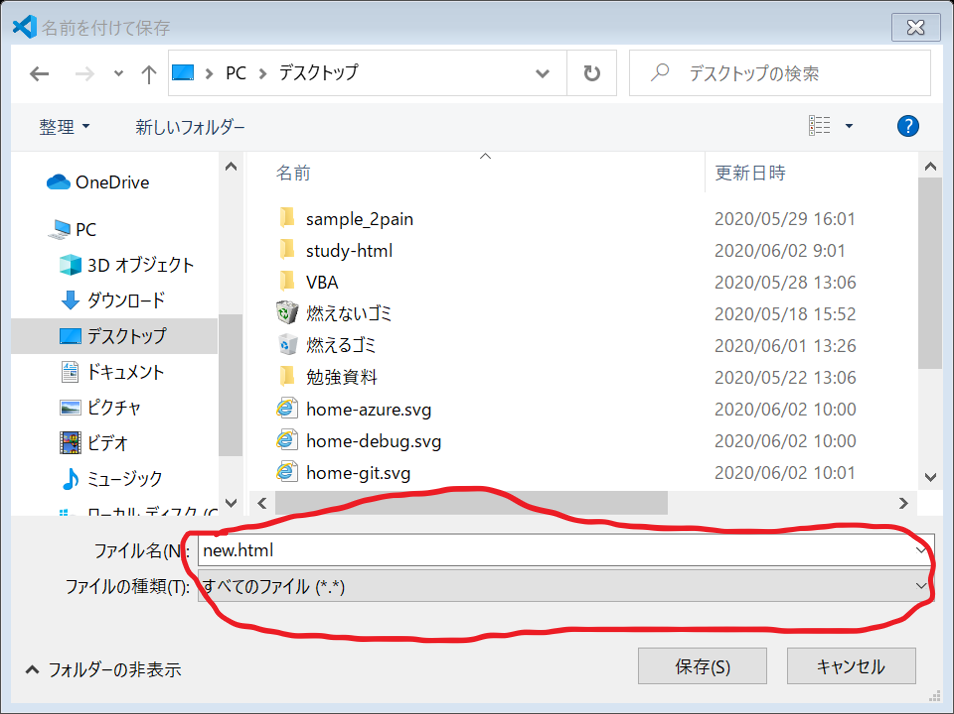 名前を付けて保存
PC デスクトップ
デスクトップの検索
整理 新しいフォルダー
?
OneDrive
PC
3D オブジェクト
ダウンロード
デスクトップ
ドキュメント
ピクチャ
ビデオ
ミュージック
ローカル ディスク (C
名前 更新日時
sample_2pain 2020/05/29 16:01
study-html 2020/06/02 9:01
VBA 2020/05/28 13:06
燃えないゴミ 2020/05/18 15:52
燃えるゴミ 2020/06/01 13:26
勉強資料 2020/05/22 13:06
home-azure.svg 2020/06/02 10:00
home-debug.svg 2020/06/02 10:00
home-git.svg 2020/06/02 10:01
ファイル名(N): new.html
ファイルの種類(T): すべてのファイル (*.*)
フォルダーの非表示
保存(S) キャンセル